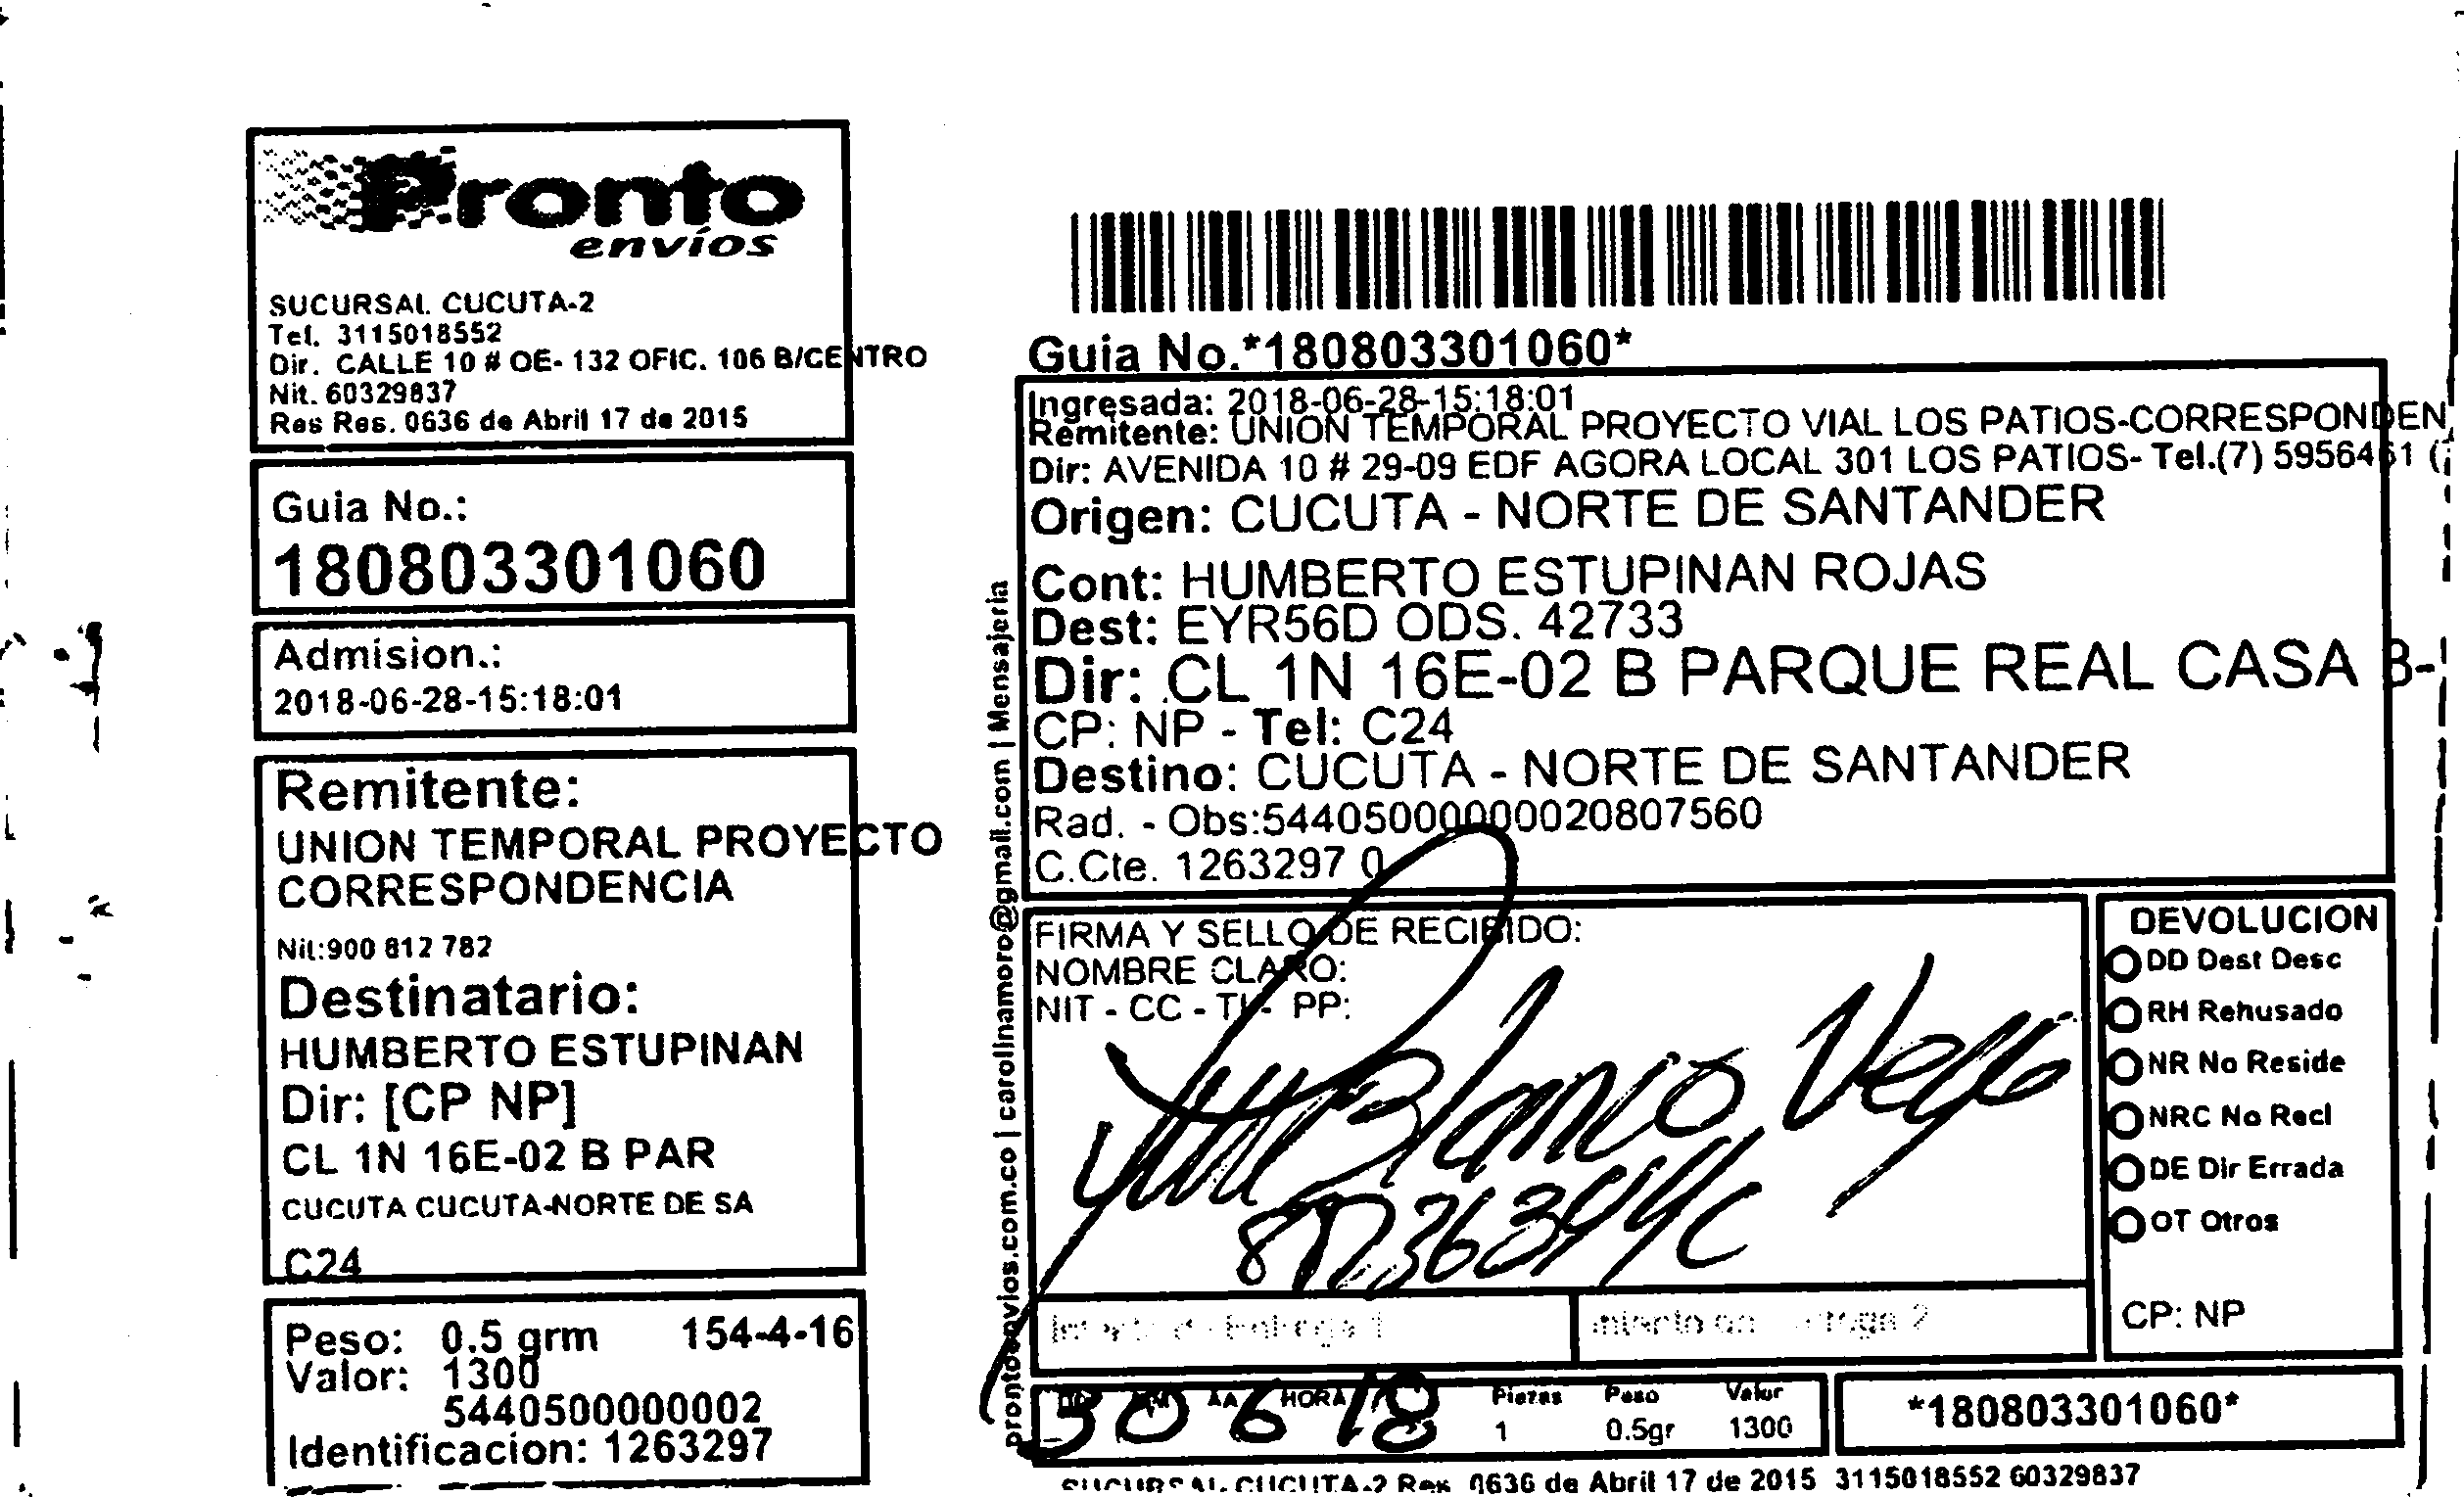 Pronto
envíos
SUCURSAL CUCUTA-2
Tel. 3115018552
Dir. CALLE 10 # OE- 132 OFIC. 106 B/CENTRO
Nit. 60329837
Res Res. 0636 de Abril 17 de 2015
Guia No.:
180803301060
Admision.:
2018-06-28-15:18:01
Remitente:
UNION TEMPORAL PROYECTO
CORRESPONDENCIA
Nit:900 812 782
Destinatario:
HUMBERTO ESTUPINAN
Dir: [CP NP]
CL 1N 16E-02 B PAR
CUCUTA CUCUTA-NORTE DE SA
C24
Peso: 0.5 grm 154-4-16
Valor: 1300
5440500000002
Identificacion: 1263297
prontoenvios.com.co | carolinamoro@gmail.com | Mensajeria
Guia No.*180803301060*
Ingresada: 2018-06-28-15:18:01
Remitente: UNION TEMPORAL PROYECTO VIAL LOS PATIOS-CORRESPONDEN
Dir: AVENIDA 10 # 29-09 EDF AGORA LOCAL 301 LOS PATIOS- Tel.(7) 5956461 (
Origen: CUCUTA - NORTE DE SANTANDER
Cont: HUMBERTO ESTUPINAN ROJAS
Dest: EYR56D ODS. 42733
Dir: CL 1N 16E-02 B PARQUE REAL CASA B-
CP: NP - Tel: C24
Destino: CUCUTA - NORTE DE SANTANDER
Rad. - Obs:544050000000020807560
C.Cte. 1263297 0
FIRMA Y SELLO DE RECIBIDO:
NOMBRE CLARO:
NIT - CC - TI - PP:
Blanco
DEVOLUCION
DD Dest Desc
RH Rehusado
NR No Reside
NRC No Recl
DE Dir Errada
OT Otros
CP: NP
AA HORA Piezas Peso Valor
30 6 18 1 0.5gr 1300
*180803301060*
SUCURSAL CUCUTA-2 Res 0636 de Abril 17 de 2015 3115018552 60329837